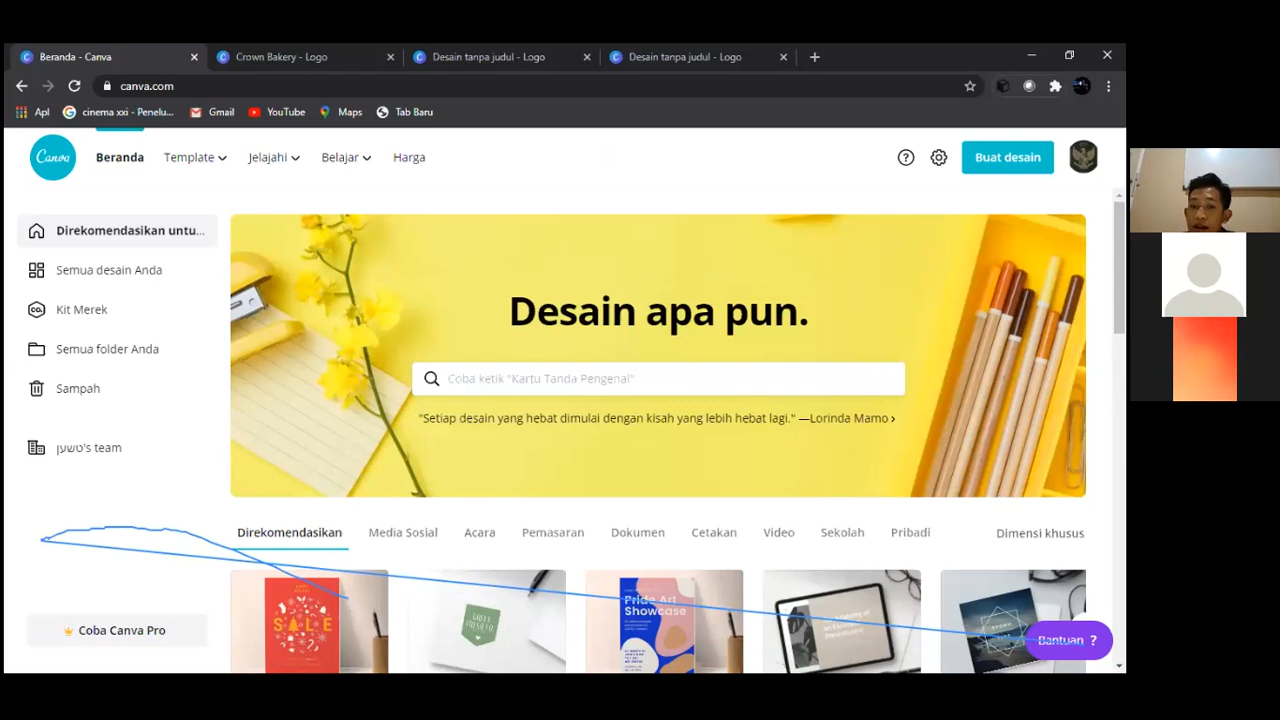 Beranda - Canva
Crown Bakery - Logo
Desain tanpa judul - Logo
Desain tanpa judul - Logo
canva.com
Apl
cinema xxi - Penelu...
Gmail
YouTube
Maps
Tab Baru
Canva
Beranda
Template
Jelajahi
Belajar
Harga
Buat desain
Direkomendasikan untu...
Semua desain Anda
Kit Merek
Semua folder Anda
Sampah
טשען's team
Coba Canva Pro
Desain apa pun.
Coba ketik "Kartu Tanda Pengenal"
"Setiap desain yang hebat dimulai dengan kisah yang lebih hebat lagi." —Lorinda Mamo ›
Direkomendasikan
Media Sosial
Acara
Pemasaran
Dokumen
Cetakan
Video
Sekolah
Pribadi
Dimensi khusus
SALE
Pride Art
Showcase
Bantuan ?